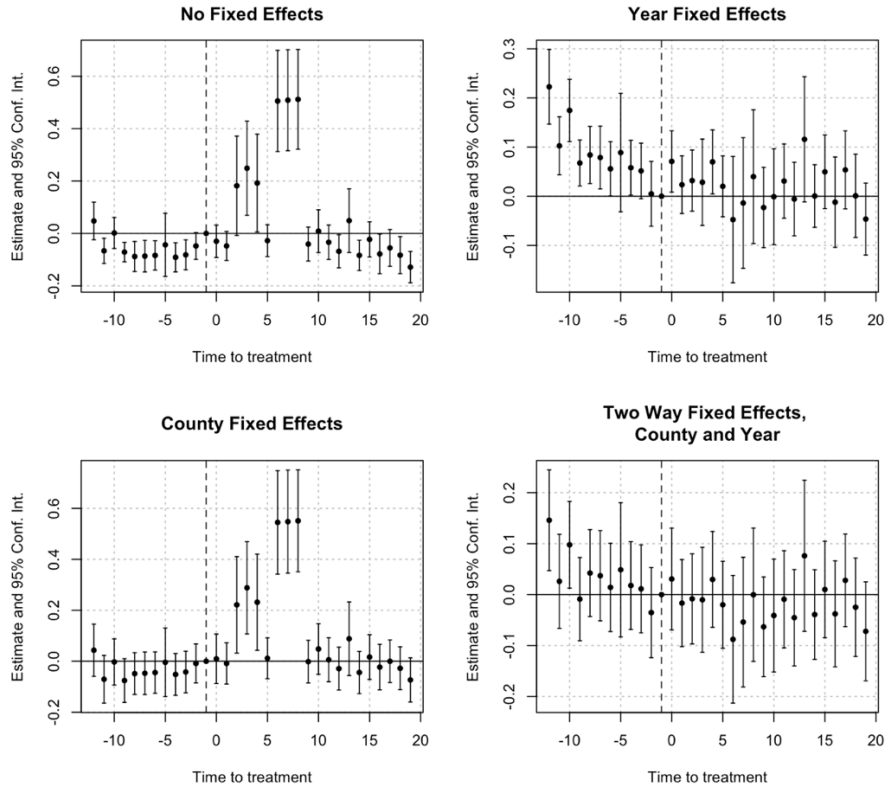 No Fixed Effects
Estimate and 95% Conf. Int.
0.6
0.4
0.2
0.0
-0.2
-10 -5 0 5 10 15 20
Time to treatment
Year Fixed Effects
Estimate and 95% Conf. Int.
0.3
0.2
0.1
0.0
-0.1
-10 -5 0 5 10 15 20
Time to treatment
County Fixed Effects
Estimate and 95% Conf. Int.
0.6
0.4
0.2
0.0
-0.2
-10 -5 0 5 10 15 20
Time to treatment
Two Way Fixed Effects,
County and Year
Estimate and 95% Conf. Int.
0.2
0.1
0.0
-0.1
-0.2
-10 -5 0 5 10 15 20
Time to treatment